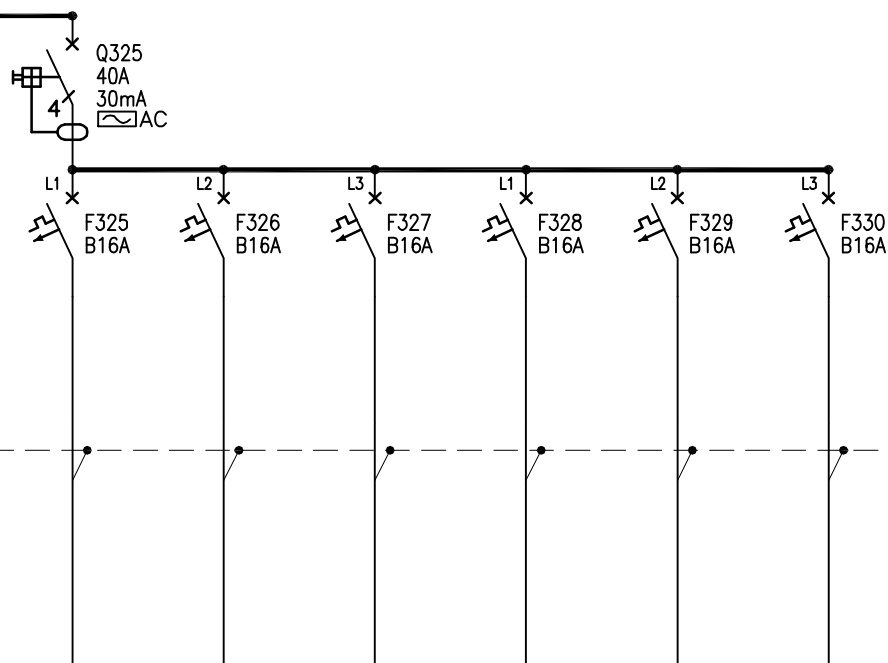 Q325
40A
30mA
4
AC
L1
L2
L3
L1
L2
L3
F325
B16A
F326
B16A
F327
B16A
F328
B16A
F329
B16A
F330
B16A